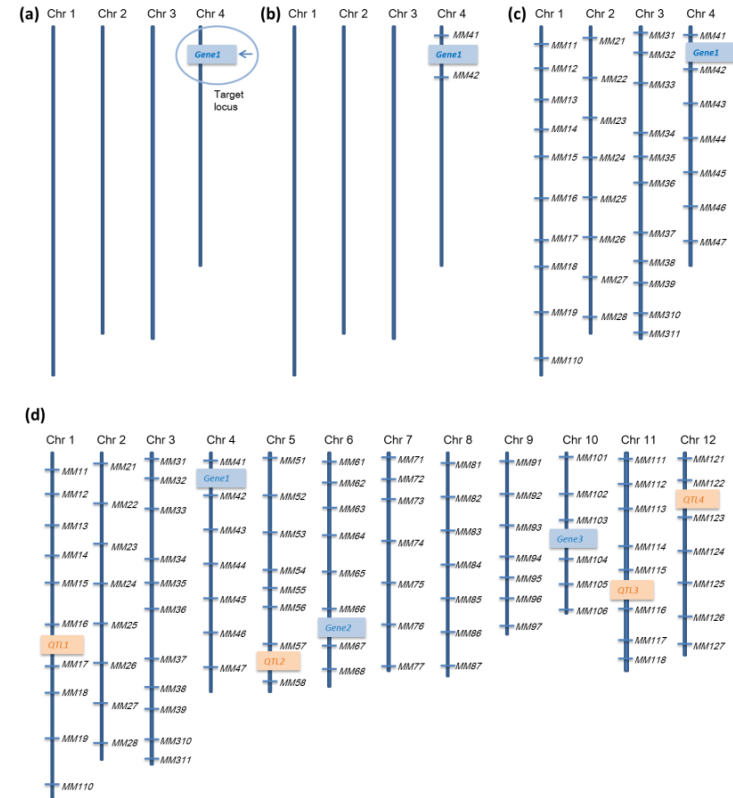 (a)
Chr 1 Chr 2 Chr 3 Chr 4
Gene1
Target
locus
(b)
Chr 1 Chr 2 Chr 3 Chr 4
MM41
Gene1
MM42
(c)
Chr 1 Chr 2 Chr 3 Chr 4
MM11
MM12
MM13
MM14
MM15
MM16
MM17
MM18
MM19
MM110
MM21
MM22
MM23
MM24
MM25
MM26
MM27
MM28
MM31
MM32
MM33
MM34
MM35
MM36
MM37
MM38
MM39
MM310
MM311
MM41
Gene1
MM42
MM43
MM44
MM45
MM46
MM47
(d)
Chr 1 Chr 2 Chr 3 Chr 4 Chr 5 Chr 6 Chr 7 Chr 8 Chr 9 Chr 10 Chr 11 Chr 12
MM11
MM12
MM13
MM14
MM15
MM16
QTL1
MM17
MM18
MM19
MM110
MM21
MM22
MM23
MM24
MM25
MM26
MM27
MM28
MM31
MM32
MM33
MM34
MM35
MM36
MM37
MM38
MM39
MM310
MM311
MM41
Gene1
MM42
MM43
MM44
MM45
MM46
MM47
MM51
MM52
MM53
MM54
MM55
MM56
MM57
QTL2
MM58
MM61
MM62
MM63
MM64
MM65
MM66
Gene2
MM67
MM68
MM71
MM72
MM73
MM74
MM75
MM76
MM77
MM81
MM82
MM83
MM84
MM85
MM86
MM87
MM91
MM92
MM93
MM94
MM95
MM96
MM97
MM101
MM102
MM103
Gene3
MM104
MM105
MM106
MM111
MM112
MM113
MM114
MM115
QTL3
MM116
MM117
MM118
MM121
MM122
QTL4
MM123
MM124
MM125
MM126
MM127